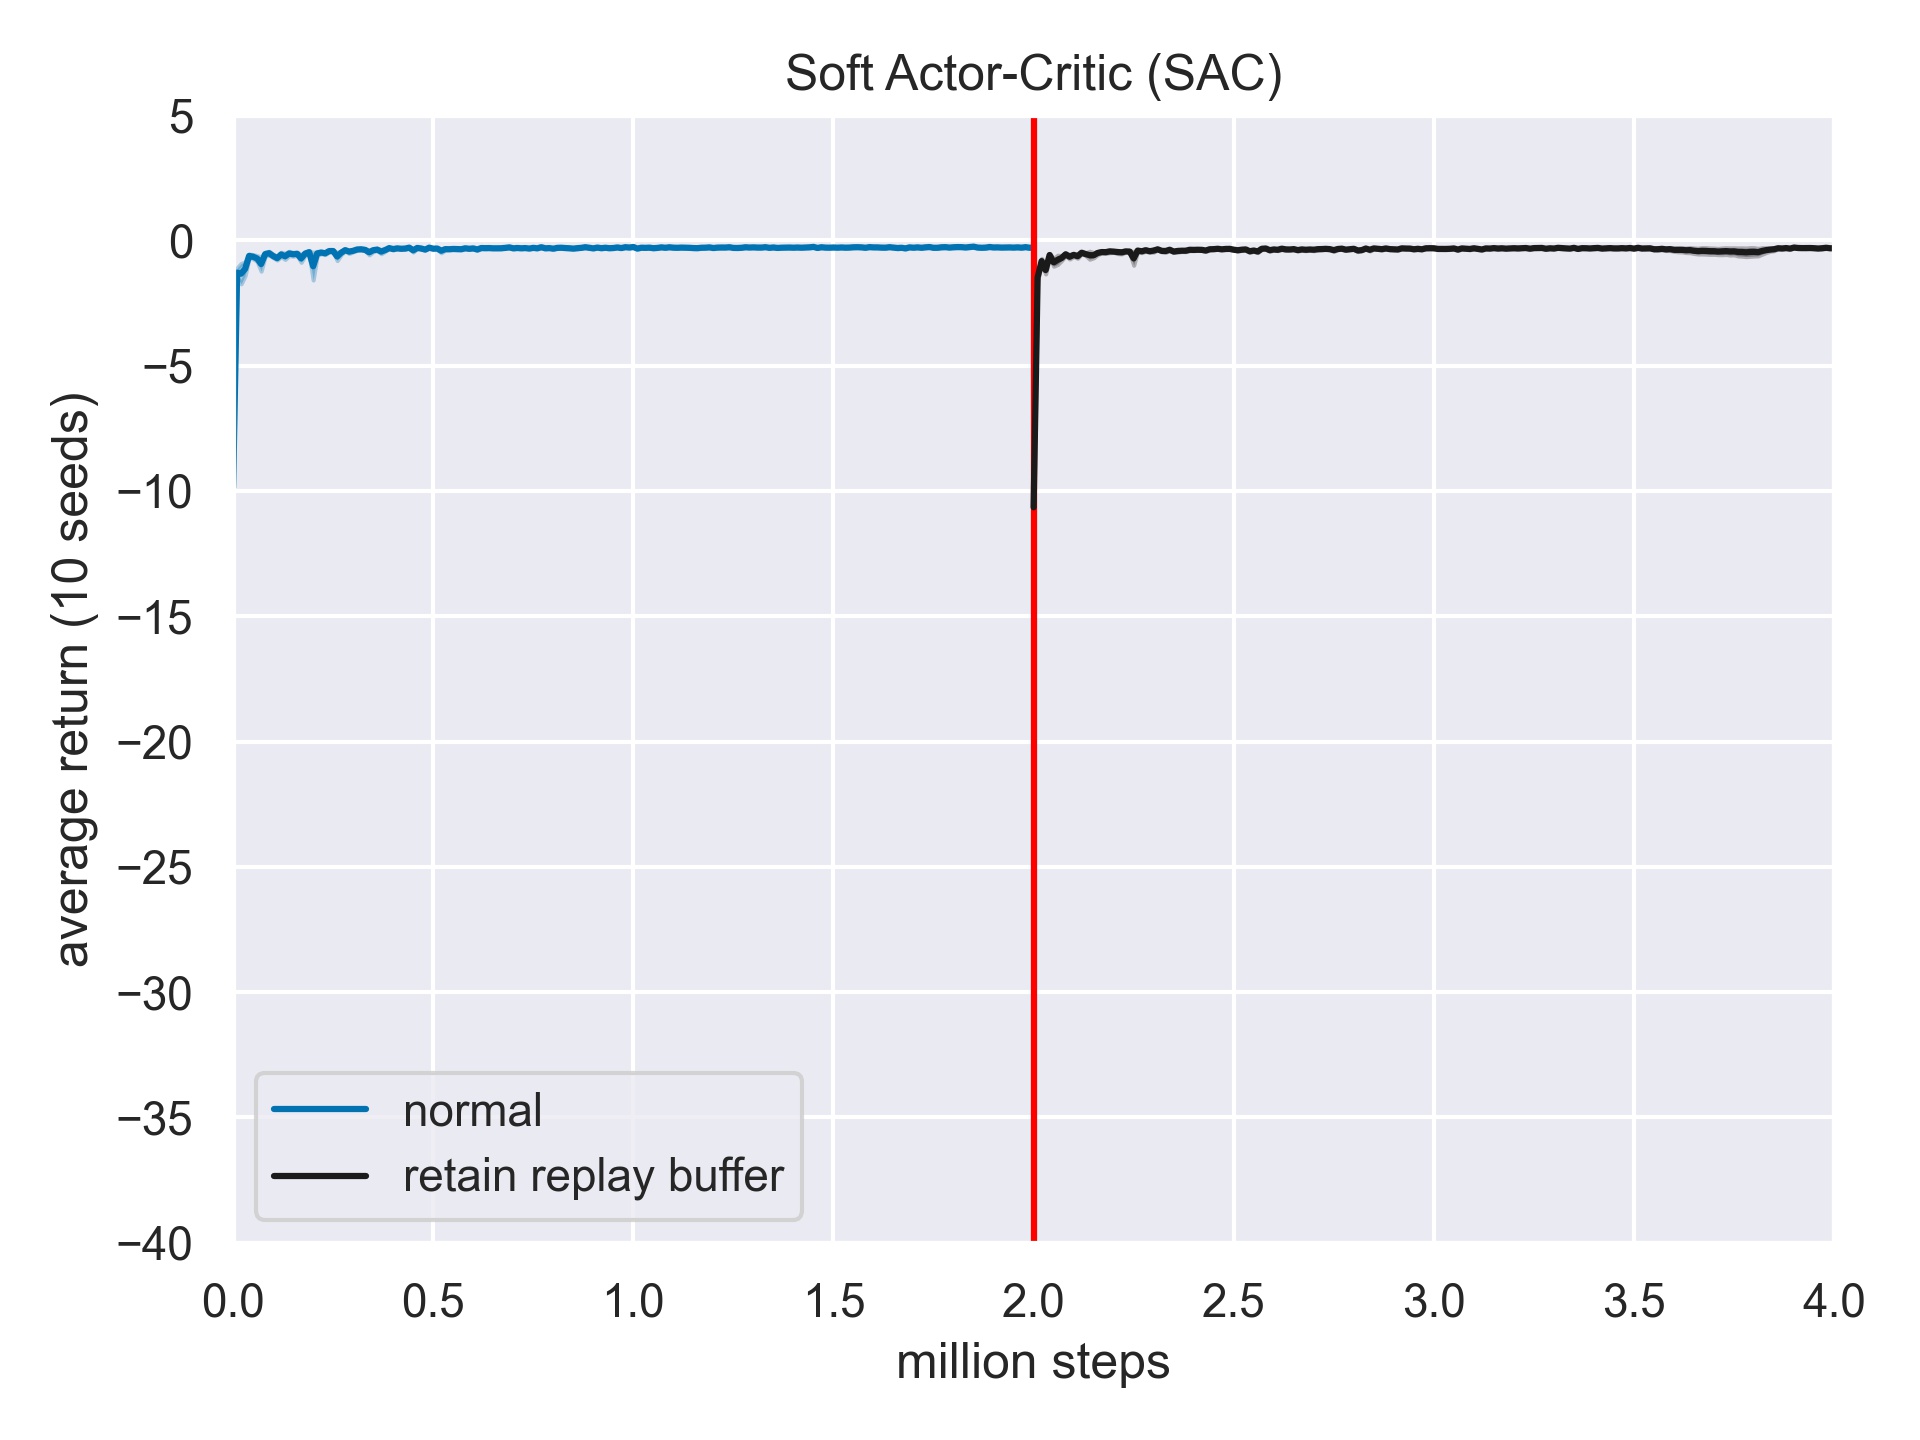 Soft Actor-Critic (SAC)
5
0
−5
−10
−15
−20
−25
−30
−35
−40
average return (10 seeds)
normal
retain replay buffer
0.0 0.5 1.0 1.5 2.0 2.5 3.0 3.5 4.0
million steps